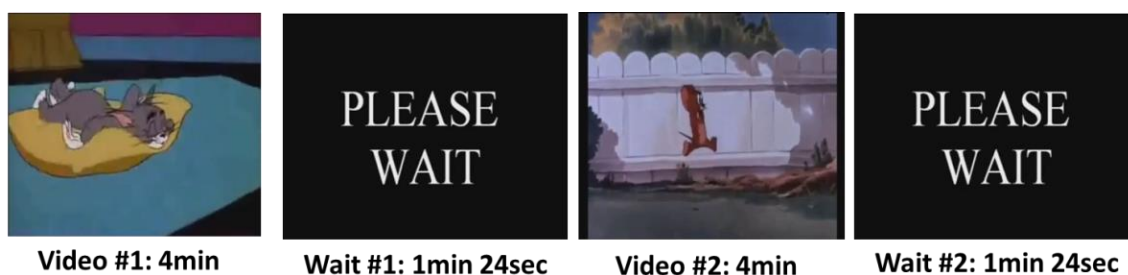 PLEASE
WAIT
PLEASE
WAIT
Video #1: 4min
Wait #1: 1min 24sec
Video #2: 4min
Wait #2: 1min 24sec